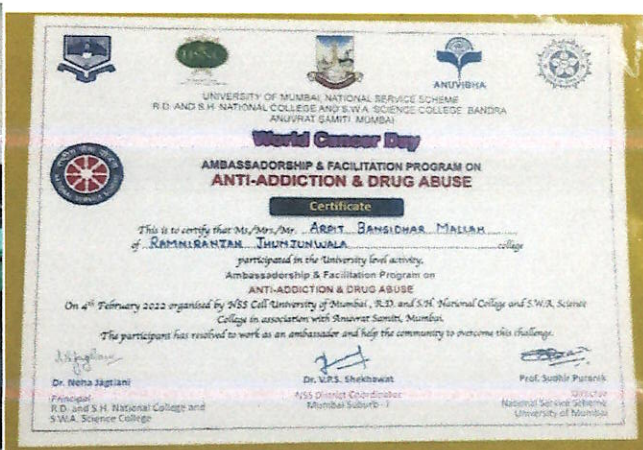 ANUVIBHA
UNIVERSITY OF MUMBAI, NATIONAL SERVICE SCHEME
R.D. AND S.H. NATIONAL COLLEGE AND S.W.A. SCIENCE COLLEGE, BANDRA
ANUVRAT SAMITI, MUMBAI
World Cancer Day
AMBASSADORSHIP & FACILITATION PROGRAM ON
ANTI-ADDICTION & DRUG ABUSE
Certificate
This is to certify that Ms./Mrs./Mr. ARPIT BANSIDHAR MALLAH
of RAMNIRANJAN JHUNJUNWALA college
participated in the University level activity,
Ambassadorship & Facilitation Program on
ANTI-ADDICTION & DRUG ABUSE
On 4th February 2022 organised by NSS Cell University of Mumbai, R.D. and S.H. National College and S.W.A. Science
College in association with Anuvrat Samiti, Mumbai.
The participant has resolved to work as an ambassador and help the community to overcome this challenge.
Dr. Neha Jagtiani
Principal
R.D. and S.H. National College and
S.W.A. Science College
Dr. V.P.S. Shekhawat
NSS District Coordinator
Mumbai Suburb - I
Prof. Sudhir Puranik
Director
National Service Scheme
University of Mumbai